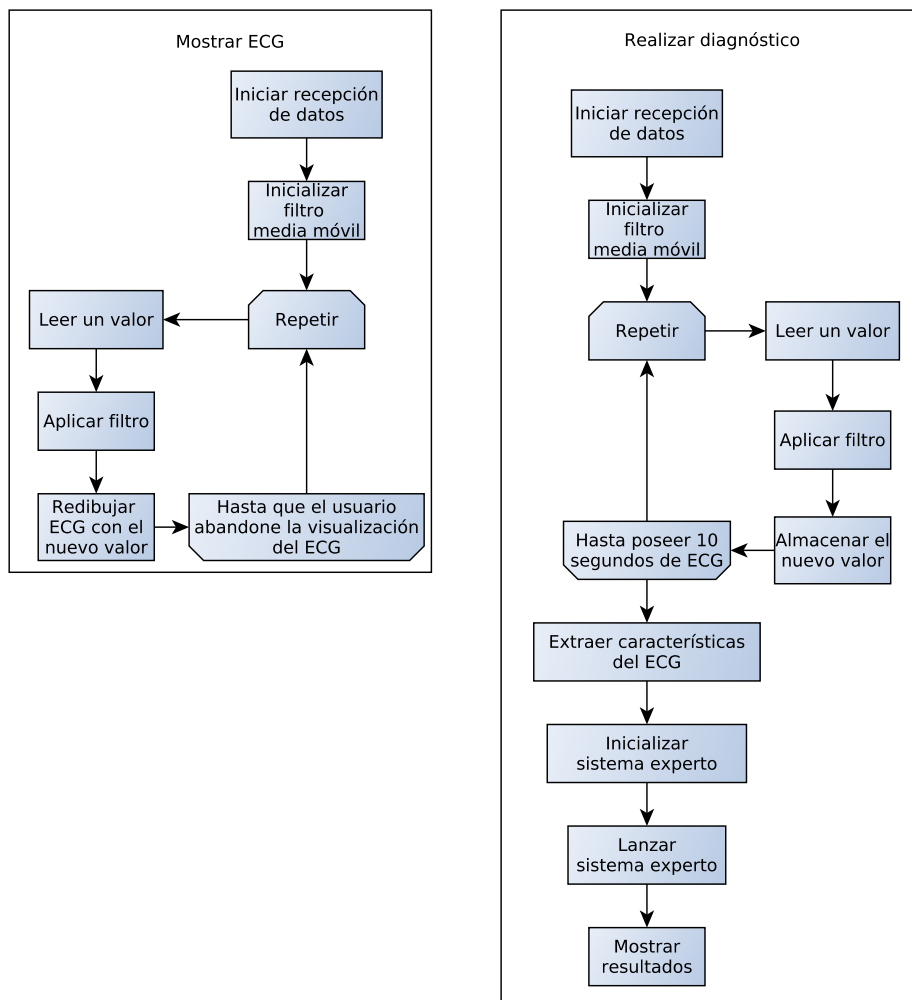 Mostrar ECG
Iniciar recepción
de datos
Inicializar
filtro
media móvil
Repetir
Leer un valor
Aplicar filtro
Redibujar
ECG con el
nuevo valor
Hasta que el usuario
abandone la visualización
del ECG
Realizar diagnóstico
Iniciar recepción
de datos
Inicializar
filtro
media móvil
Repetir
Leer un valor
Aplicar filtro
Almacenar el
nuevo valor
Hasta poseer 10
segundos de ECG
Extraer características
del ECG
Inicializar
sistema experto
Lanzar
sistema experto
Mostrar
resultados